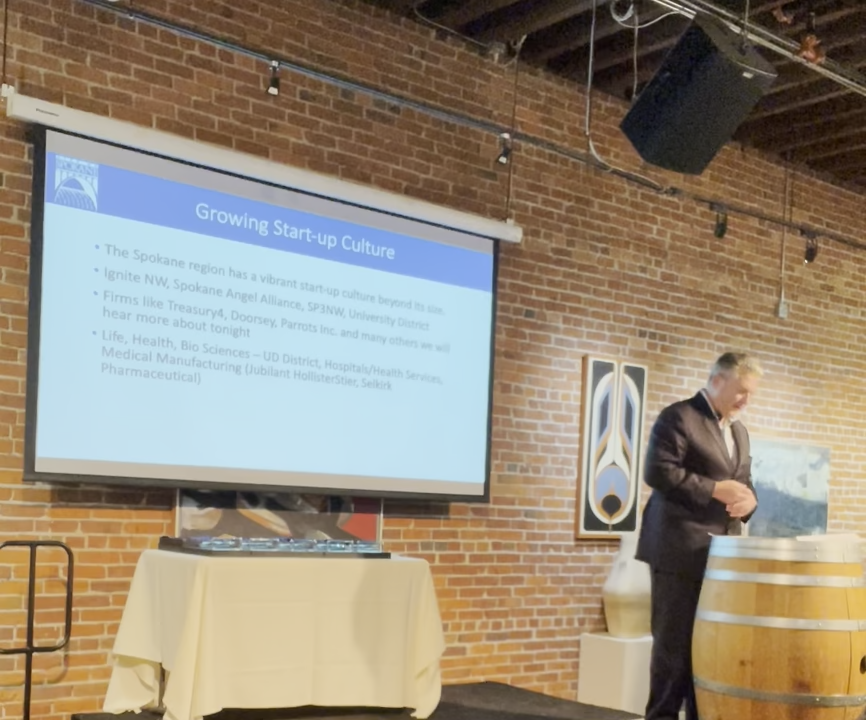 SPOKANE
Growing Start-up Culture
• The Spokane region has a vibrant start-up culture beyond its size.
• Ignite NW, Spokane Angel Alliance, SP3NW, University District
• Firms like Treasury4, Doorsey, Parrots Inc. and many others we will
hear more about tonight
• Life, Health, Bio Sciences – UD District, Hospitals/Health Services,
Medical Manufacturing (Jubilant HollisterStier, Selkirk
Pharmaceutical)